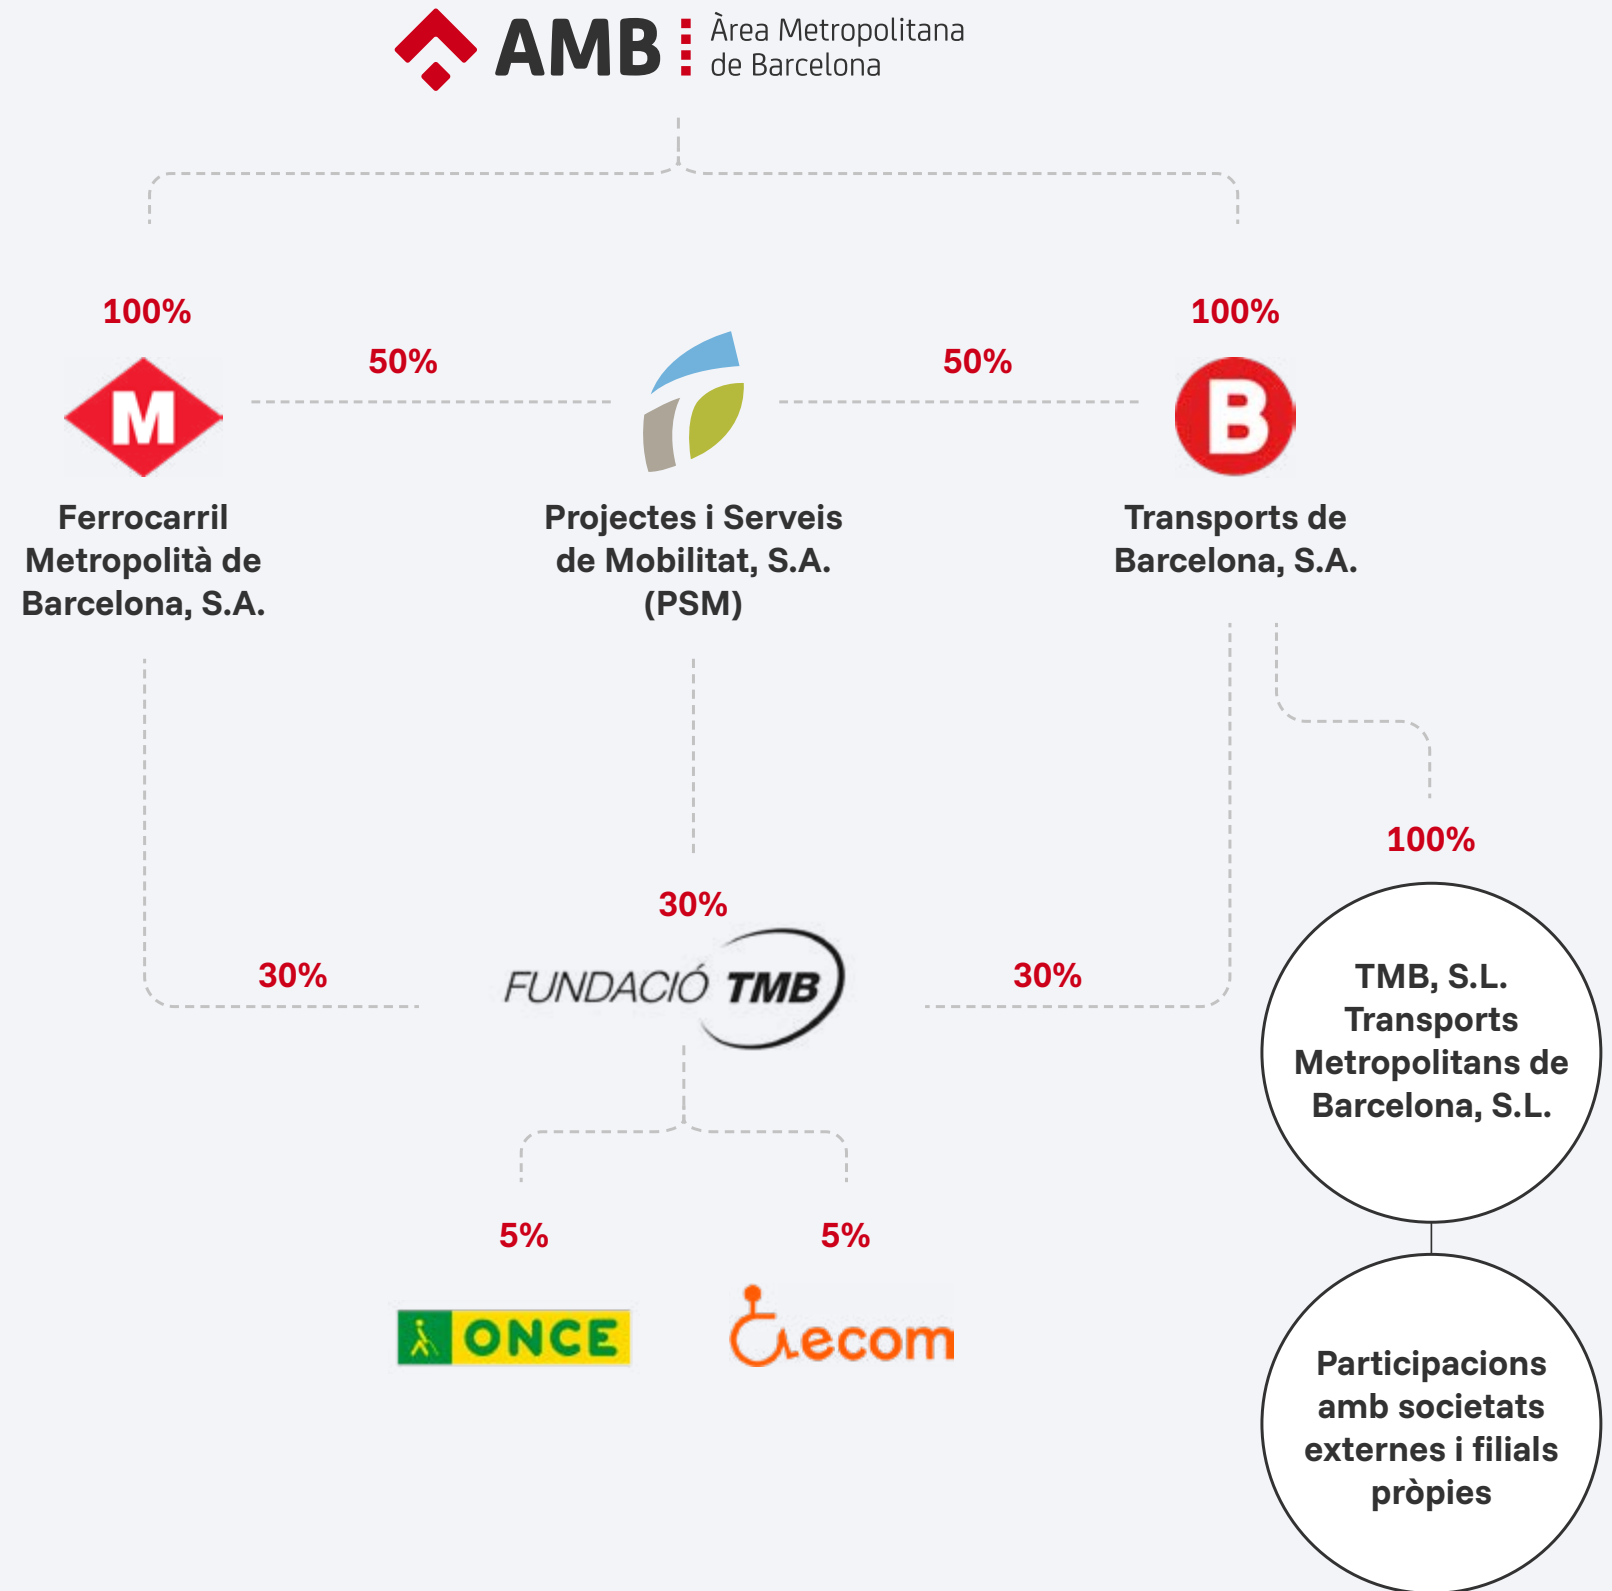 AMB
Àrea Metropolitana
de Barcelona
100%
100%
50%
50%
M
B
Ferrocarril
Metropolità de
Barcelona, S.A.
Projectes i Serveis
de Mobilitat, S.A.
(PSM)
Transports de
Barcelona, S.A.
100%
30%
30%
FUNDACIÓ TMB
30%
TMB, S.L.
Transports
Metropolitans de
Barcelona, S.L.
5%
5%
ONCE
ecom
Participacions
amb societats
externes i filials
pròpies